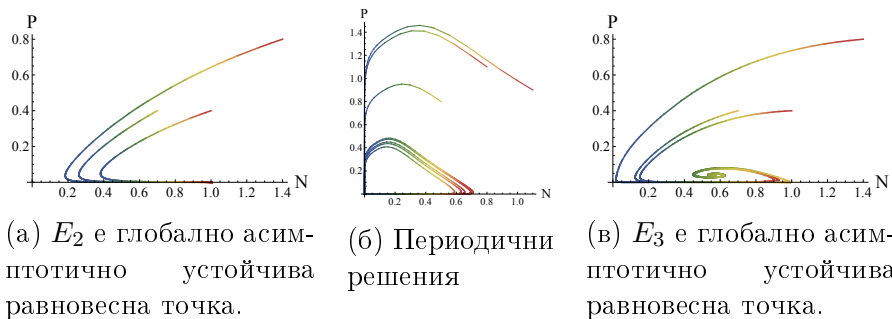 P
0.8
0.6
0.4
0.2
0.2 0.4 0.6 0.8 1.0 1.2 1.4
N
(а) E₂ е глобално асим-
птотично устойчива
равновесна точка.
P
1.4
1.2
1.0
0.8
0.6
0.4
0.2
0.0
0.0 0.2 0.4 0.6 0.8 1.0
N
(б) Периодични
решения
P
0.8
0.6
0.4
0.2
0.2 0.4 0.6 0.8 1.0 1.2 1.4
N
(в) E₃ е глобално асим-
птотично устойчива
равновесна точка.